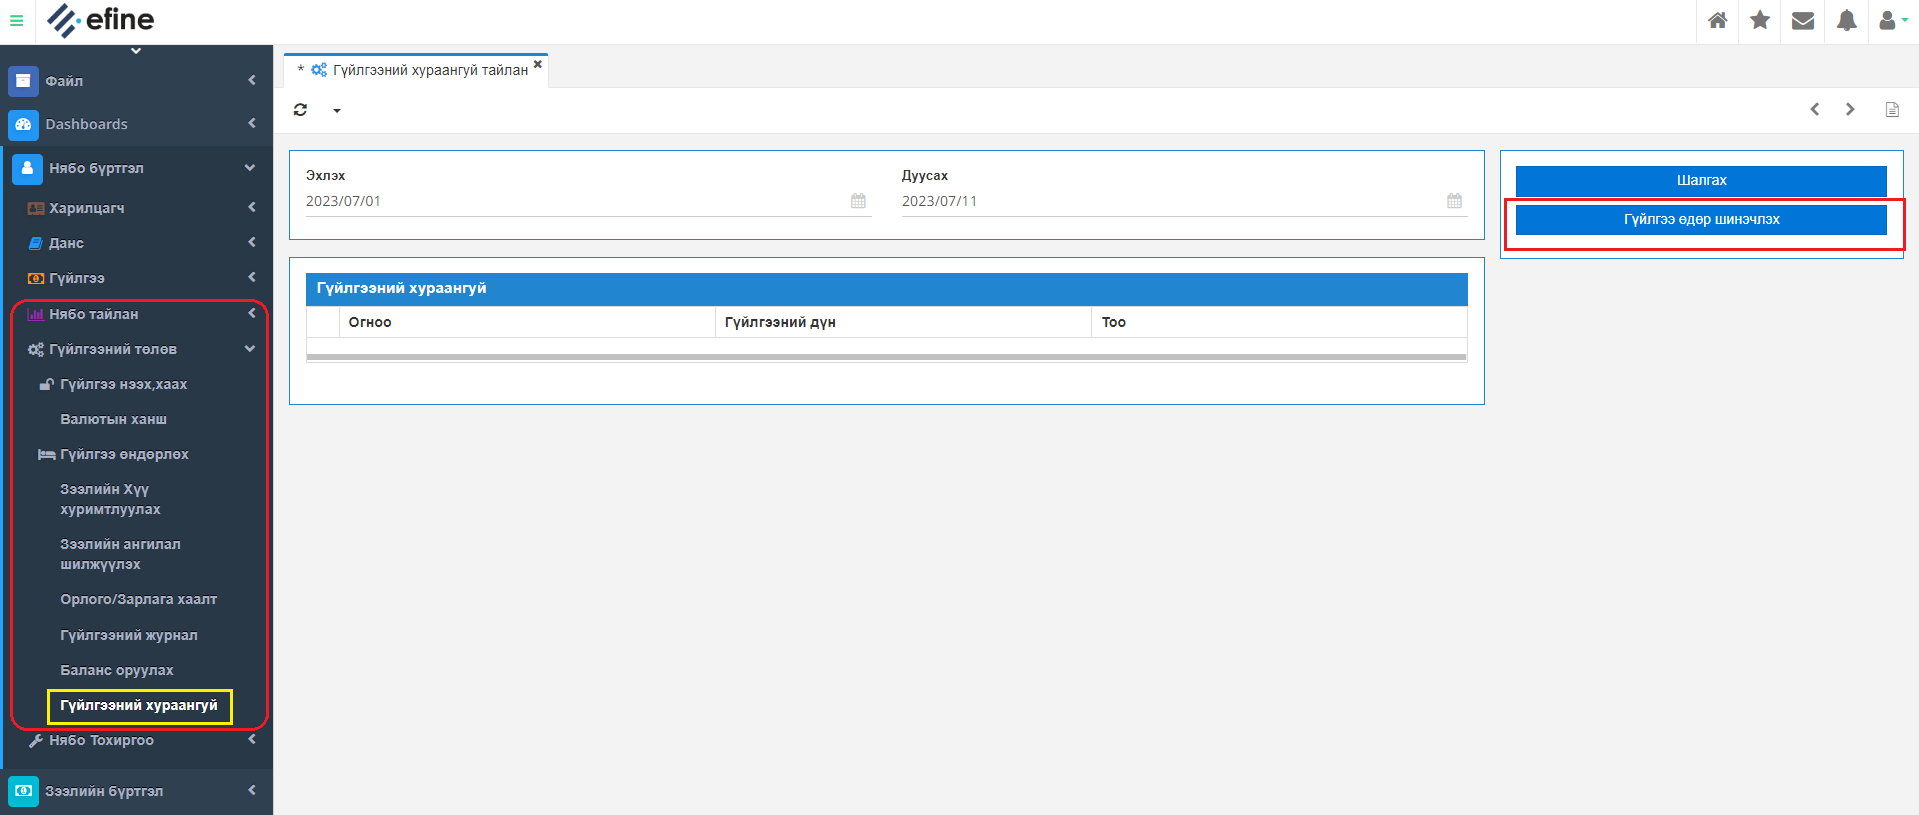 efine
Файл
Dashboards
Нябо бүртгэл
Харилцагч
Данс
Гүйлгээ
Нябо тайлан
Гүйлгээний төлөв
Гүйлгээ нээх,хаах
Валютын ханш
Гүйлгээ өндөрлөх
Зээлийн Хүү
хуримтлуулах
Зээлийн ангилал
шилжүүлэх
Орлого/Зарлага хаалт
Гүйлгээний журнал
Баланс оруулах
Гүйлгээний хураангуй
Нябо Тохиргоо
Зээлийн бүртгэл
* Гүйлгээний хураангуй тайлан
Эхлэх
2023/07/01
Дуусах
2023/07/11
Гүйлгээний хураангуй
Огноо Гүйлгээний дүн Тоо
Шалгах
Гүйлгээ өдөр шинэчлэх